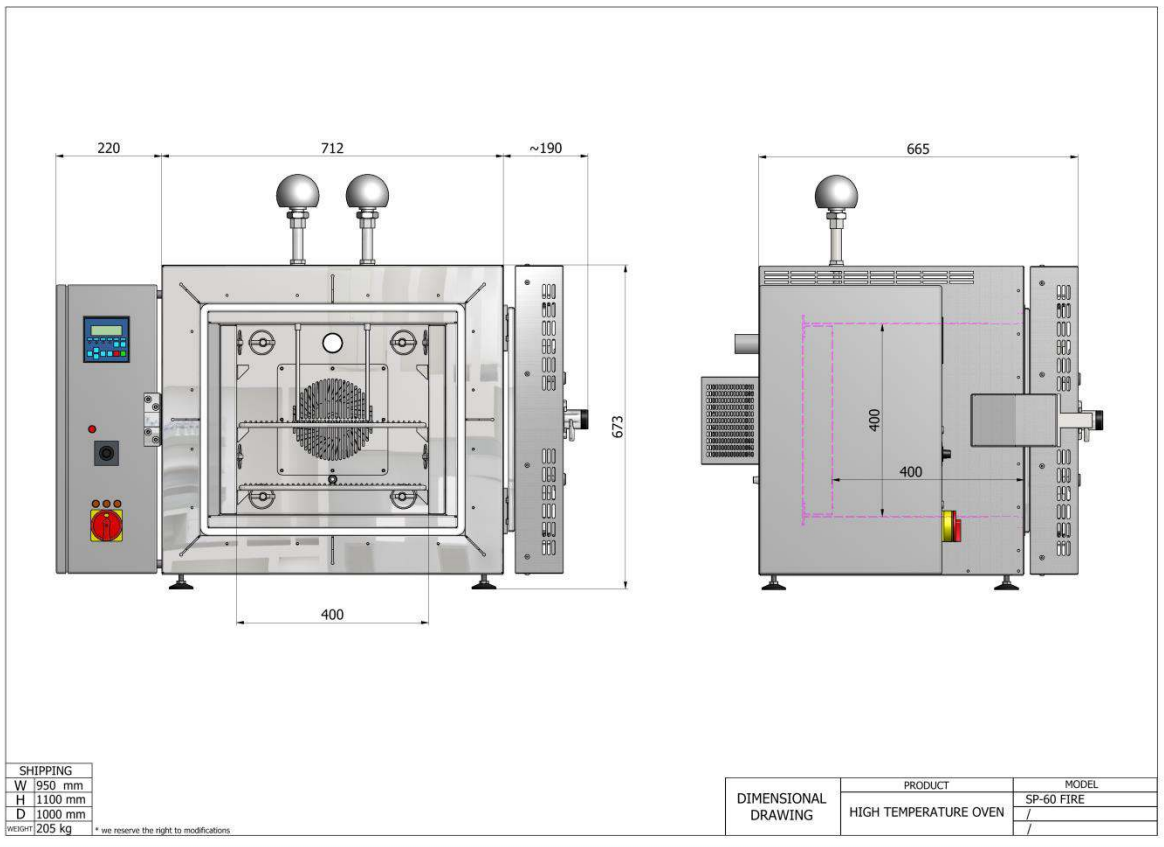 220
712
~190
665
673
400
400
400
SHIPPING
W 950 mm
H 1100 mm
D 1000 mm
WEIGHT 205 kg
* we reserve the right to modifications
DIMENSIONAL
DRAWING
PRODUCT
HIGH TEMPERATURE OVEN
MODEL
SP-60 FIRE
/
/